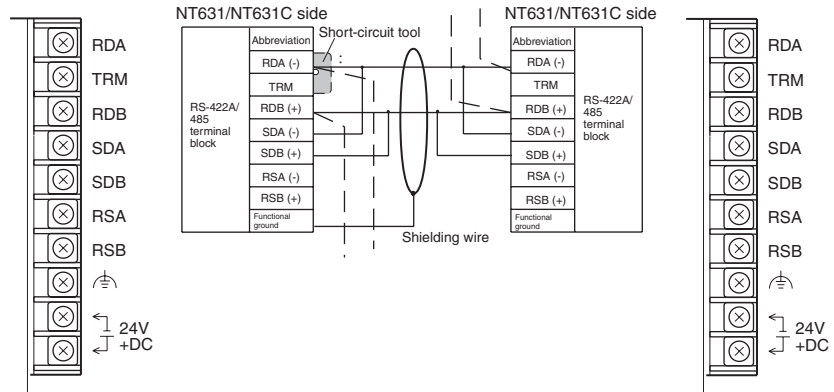 NT631/NT631C side
NT631/NT631C side
RDA
TRM
RDB
SDA
SDB
RSA
RSB
24V
+DC
RS-422A/
485
terminal
block
Abbreviation
RDA (-)
TRM
RDB (+)
SDA (-)
SDB (+)
RSA (-)
RSB (+)
Functional
ground
Short-circuit tool
:
Shielding wire
Abbreviation
RDA (-)
TRM
RDB (+)
SDA (-)
SDB (+)
RSA (-)
RSB (+)
Functional
ground
RS-422A/
485
terminal
block
RDA
TRM
RDB
SDA
SDB
RSA
RSB
24V
+DC